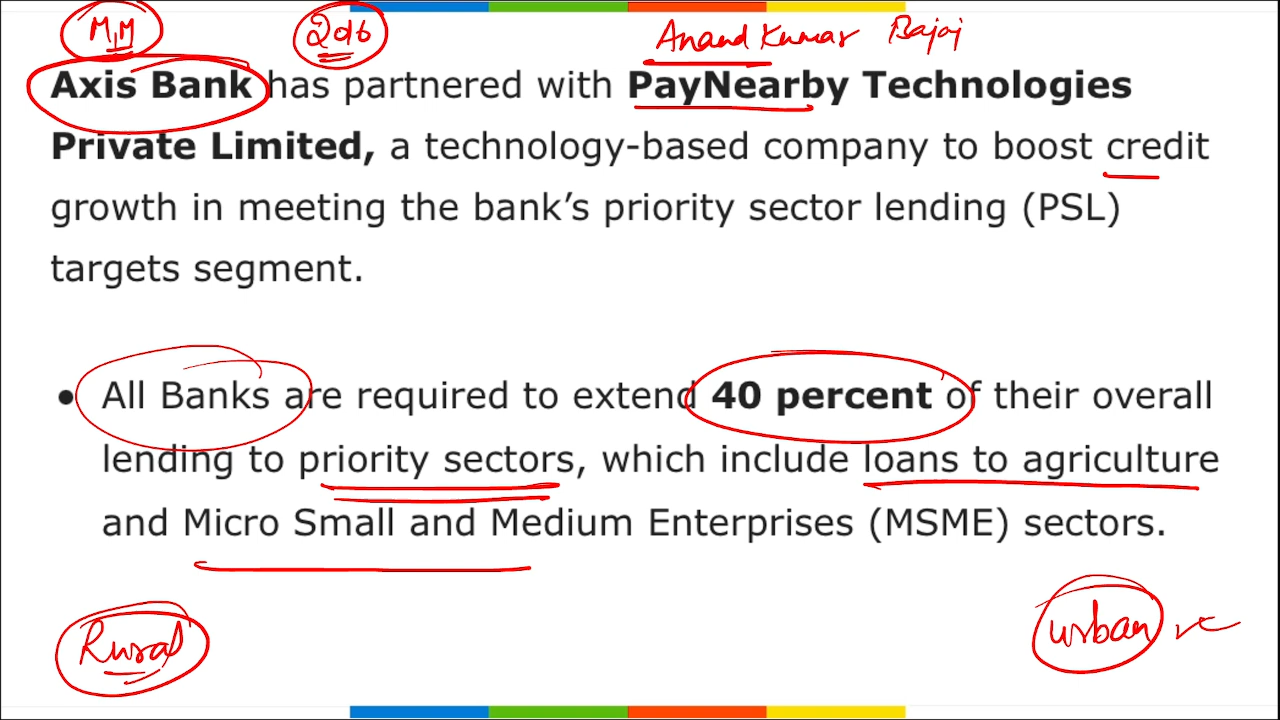 M,M 2016 Anand Kumar Bajaj
Axis Bank has partnered with PayNearby Technologies
Private Limited, a technology-based company to boost credit
growth in meeting the bank’s priority sector lending (PSL)
targets segment.
● All Banks are required to extend 40 percent of their overall
lending to priority sectors, which include loans to agriculture
and Micro Small and Medium Enterprises (MSME) sectors.
Rural urban